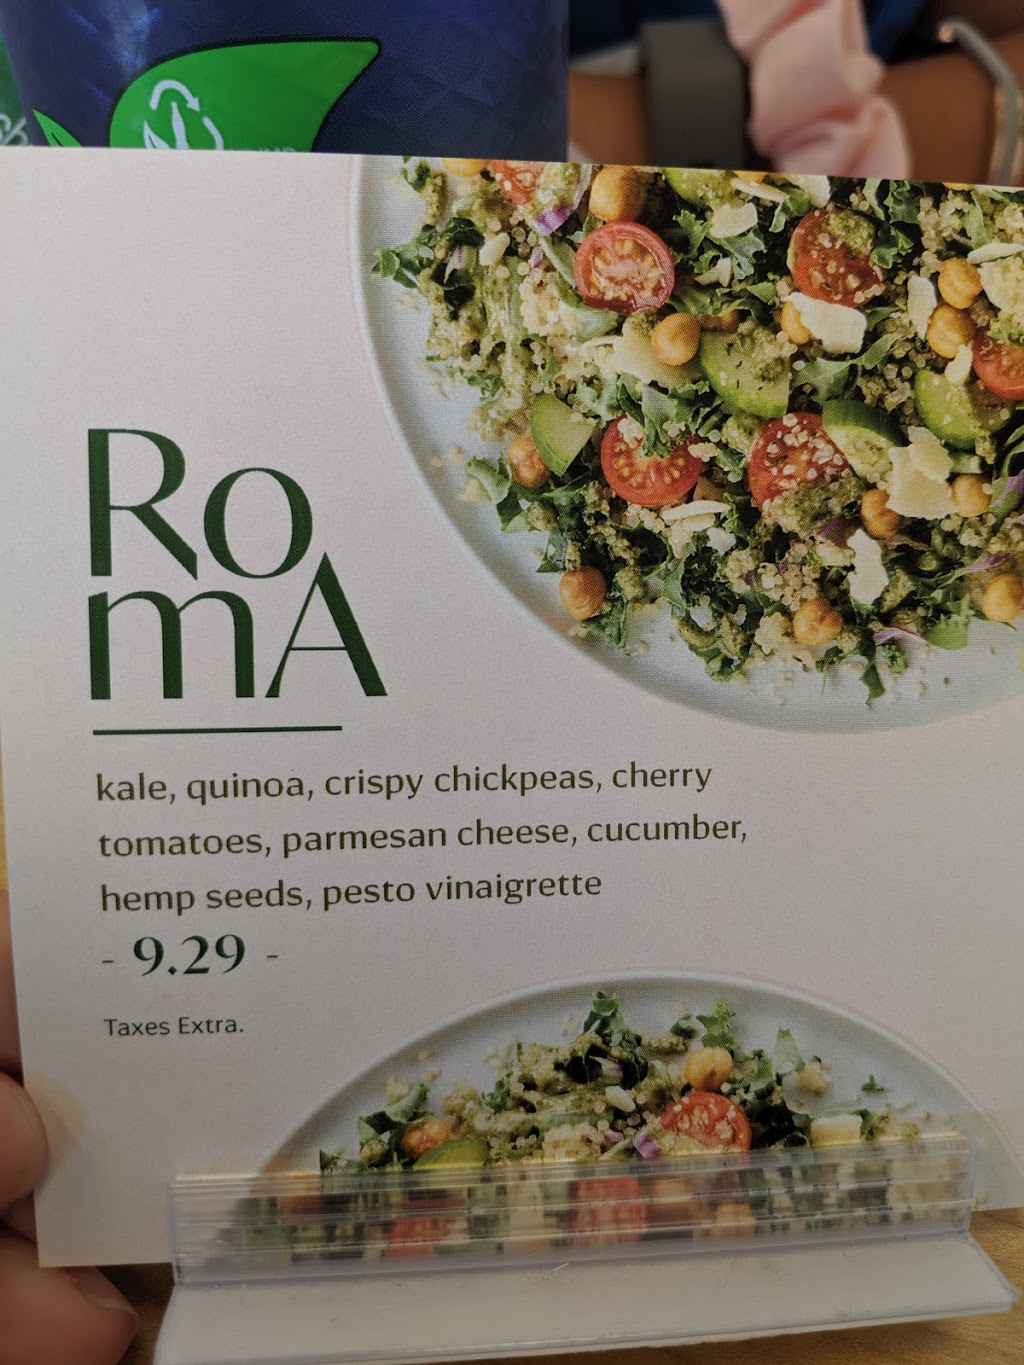 Ro
mA
kale, quinoa, crispy chickpeas, cherry
tomatoes, parmesan cheese, cucumber,
hemp seeds, pesto vinaigrette
- 9.29 -
Taxes Extra.